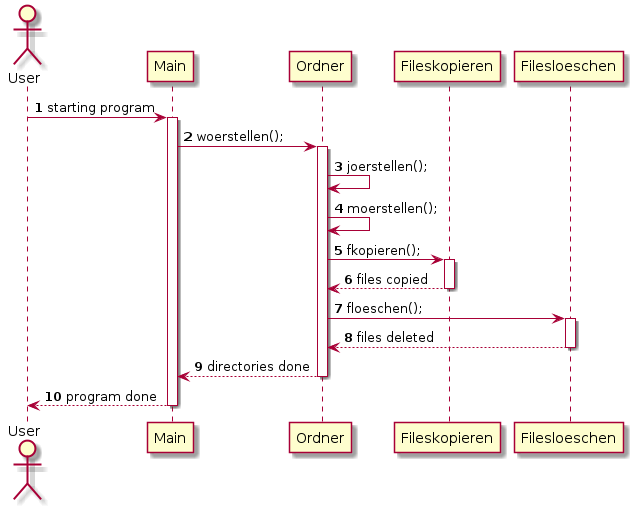 User
Main
Ordner
Fileskopieren
Filesloeschen
1 starting program
2 woerstellen();
3 joerstellen();
4 moerstellen();
5 fkopieren();
6 files copied
7 floeschen();
8 files deleted
9 directories done
10 program done
User
Main
Ordner
Fileskopieren
Filesloeschen